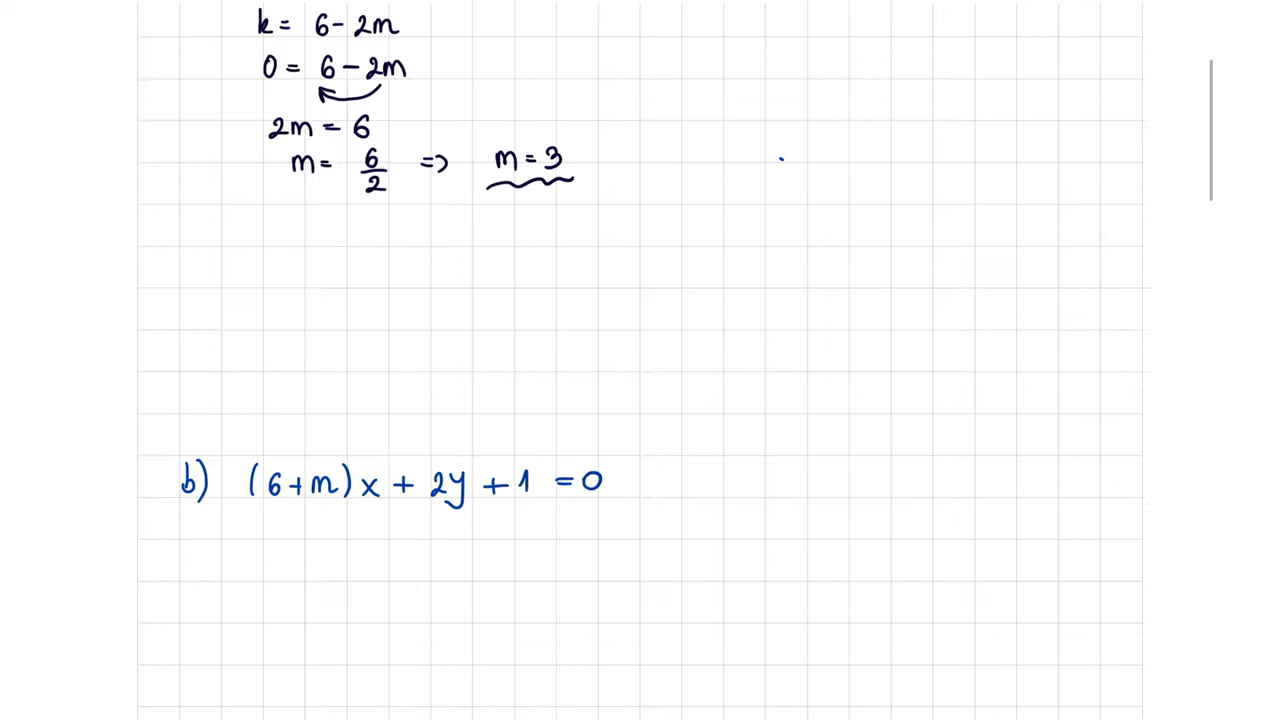 k = 6 - 2m
0 = 6 - 2m
2m = 6
m = 6/2 => m = 3
b) (6+m)x + 2y + 1 = 0